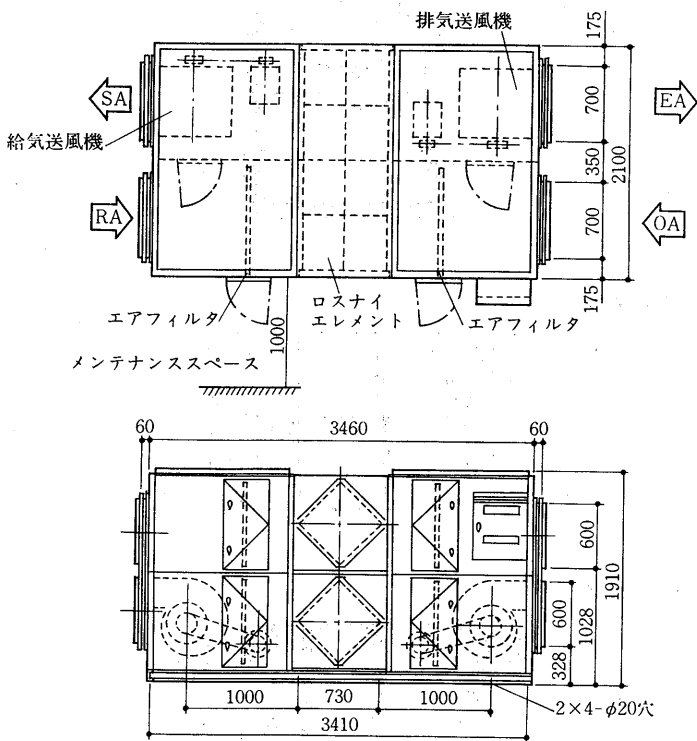 排気送風機
175
SA
EA
700
給気送風機
350
2100
RA
OA
700
エアフィルタ
ロスナイ
エレメント
エアフィルタ
175
1000
メンテナンススペース
60
3460
60
600
1910
600
1028
328
1000
730
1000
2×4-φ20穴
3410